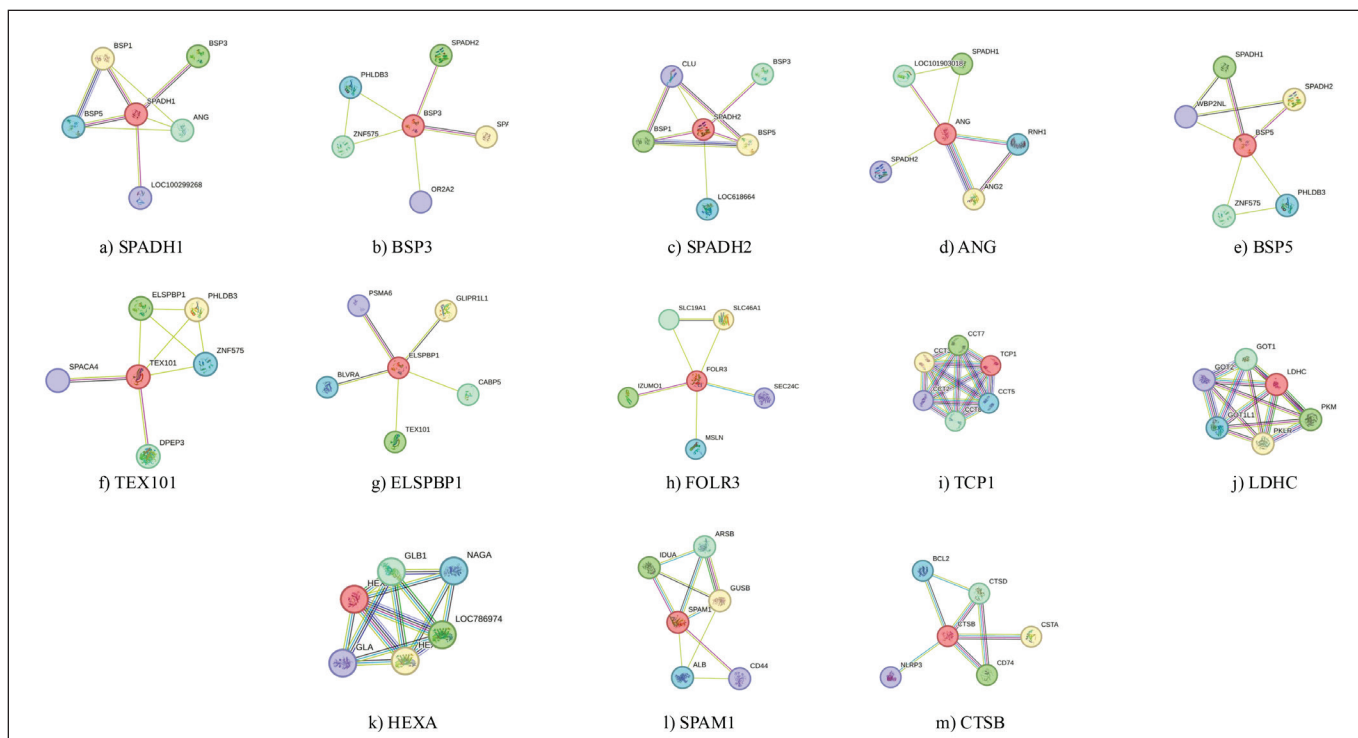 BSP1
BSP3
SPADH1
BSP5
ANG
LOC100299268
a) SPADH1
SPADH2
PHLDB3
BSP3
ZNF575
OR2A2
b) BSP3
CLU
BSP3
SPADH2
BSP1
BSP5
LOC618664
c) SPADH2
SPADH1
LOC101903018
ANG
RNH1
SPADH2
ANG2
d) ANG
SPADH1
SPADH2
WBP2NL
BSP5
PHLDB3
ZNF575
e) BSP5
ELSPBP1
PHLDB3
ZNF575
SPACA4
TEX101
DPEP3
f) TEX101
PSMA6
GLIPR1L1
ELSPBP1
BLVRA
CABP5
TEX101
g) ELSPBP1
SLC19A1
SLC46A1
FOLR3
IZUMO1
SEC24C
MSLN
h) FOLR3
CCT7
TCP1
CCT5
i) TCP1
GOT1
GOT2
LDHC
PKM
GOT1L1
PKLR
j) LDHC
GLB1
NAGA
LOC786974
GLA
k) HEXA
ARSB
IDUA
GUSB
SPAM1
ALB
CD44
l) SPAM1
BCL2
CTSD
CTSB
CSTA
NLRP3
CD74
m) CTSB